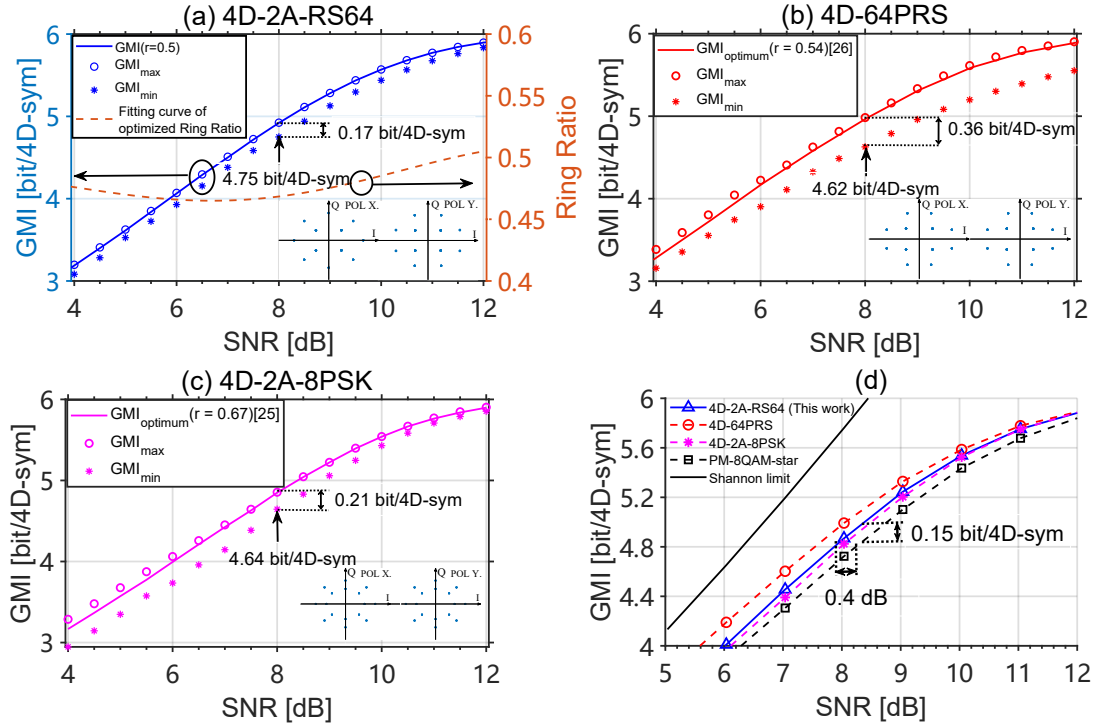 (a) 4D-2A-RS64
GMI(r=0.5)
GMI_max
GMI_min
Fitting curve of
optimized Ring Ratio
0.17 bit/4D-sym
4.75 bit/4D-sym
Q POL X.
I
Q POL Y.
I
GMI [bit/4D-sym]
6
5
4
3
Ring Ratio
0.6
0.55
0.5
0.45
0.4
4 5 6 7 8 9 10 11 12
SNR [dB]
(b) 4D-64PRS
GMI_optimum(r = 0.54)[26]
GMI_max
GMI_min
0.36 bit/4D-sym
4.62 bit/4D-sym
Q POL X.
I
Q POL Y.
I
GMI [bit/4D-sym]
6
5
4
3
4 5 6 7 8 9 10 11 12
SNR [dB]
(c) 4D-2A-8PSK
GMI_optimum(r = 0.67)[25]
GMI_max
GMI_min
0.21 bit/4D-sym
4.64 bit/4D-sym
Q POL X.
I
Q POL Y.
I
GMI [bit/4D-sym]
6
5
4
3
4 6 8 10 12
SNR [dB]
(d)
4D-2A-RS64 (This work)
4D-64PRS
4D-2A-8PSK
PM-8QAM-star
Shannon limit
0.15 bit/4D-sym
0.4 dB
GMI [bit/4D-sym]
5.6
5.2
4.8
4.4
4
5 6 7 8 9 10 11 12
SNR [dB]